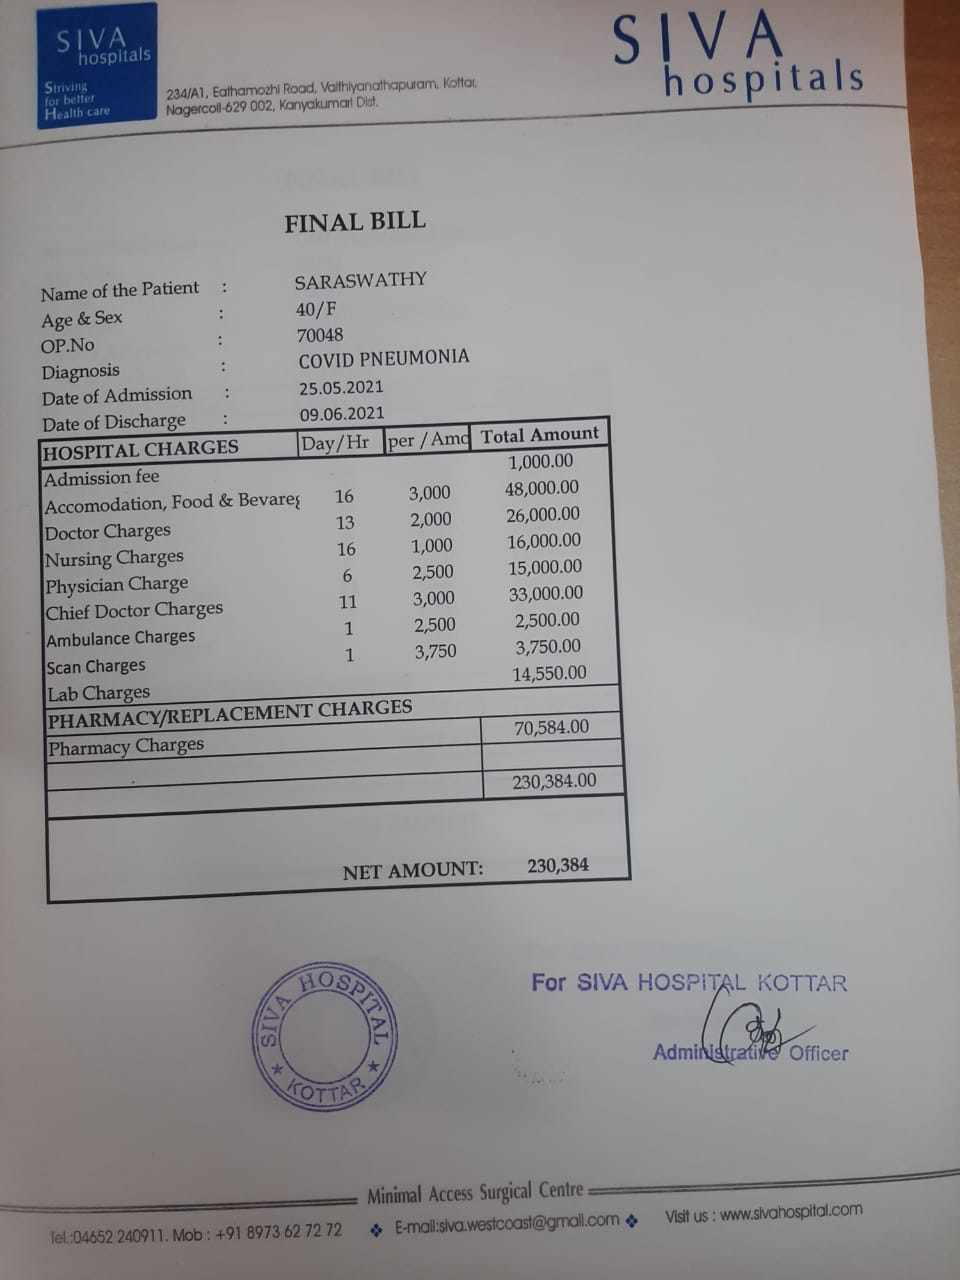 SIVA
hospitals
Striving
for better
Health care
234/A1, Eathamozhi Road, Vaithiyanathapuram, Kottar,
Nagercoil-629 002, Kanyakumari Dist.
SIVA
hospitals
FINAL BILL
Name of the Patient : SARASWATHY
Age & Sex : 40/F
OP.No : 70048
Diagnosis : COVID PNEUMONIA
Date of Admission : 25.05.2021
Date of Discharge : 09.06.2021
HOSPITAL CHARGES Day/Hr per /Amo Total Amount
Admission fee 1,000.00
Accomodation, Food & Bevareg 16 3,000 48,000.00
Doctor Charges 13 2,000 26,000.00
Nursing Charges 16 1,000 16,000.00
Physician Charge 6 2,500 15,000.00
Chief Doctor Charges 11 3,000 33,000.00
Ambulance Charges 1 2,500 2,500.00
Scan Charges 1 3,750 3,750.00
Lab Charges 14,550.00
PHARMACY/REPLACEMENT CHARGES
Pharmacy Charges 70,584.00
230,384.00
NET AMOUNT: 230,384
SIVA HOSPITAL
★ KOTTAR ★
For SIVA HOSPITAL KOTTAR
Administrative Officer
Minimal Access Surgical Centre
Tel.:04652 240911. Mob : +91 8973 62 72 72 ❖ E-mail:siva.westcoast@gmail.com ❖ Visit us : www.sivahospital.com